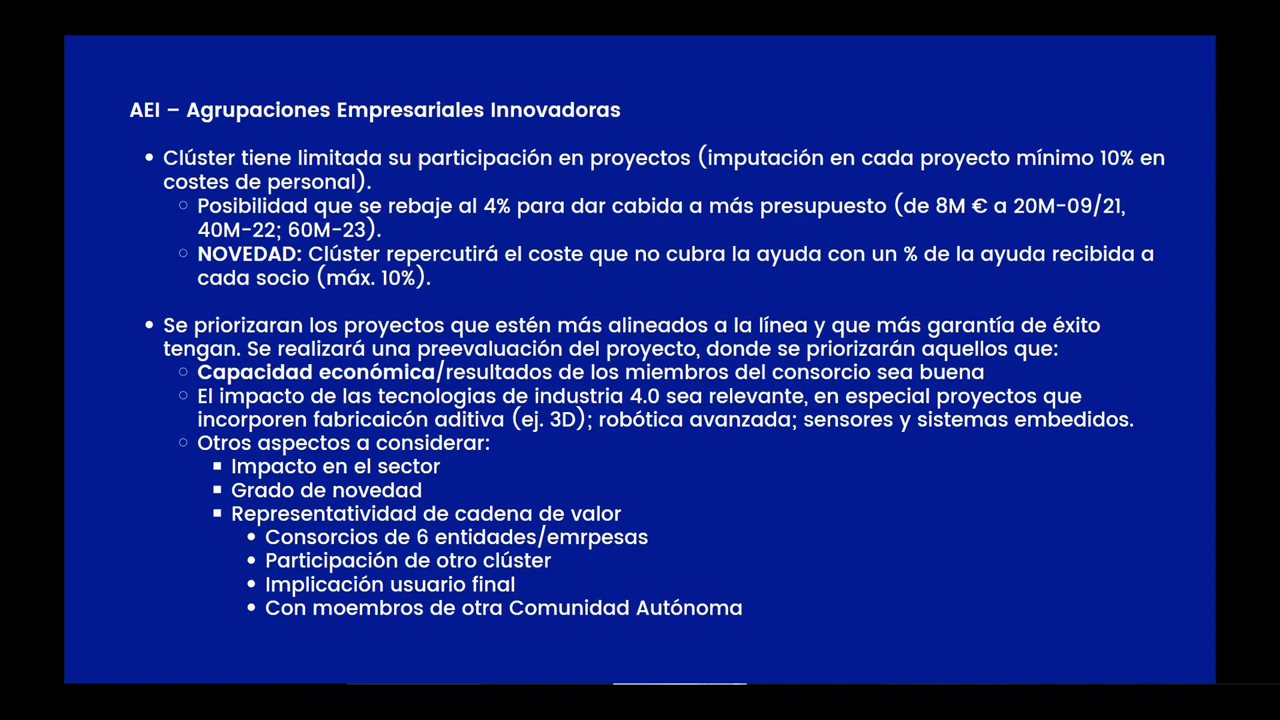 AEI – Agrupaciones Empresariales Innovadoras
• Clúster tiene limitada su participación en proyectos (imputación en cada proyecto mínimo 10% en
costes de personal).
○ Posibilidad que se rebaje al 4% para dar cabida a más presupuesto (de 8M € a 20M-09/21,
40M-22; 60M-23).
○ NOVEDAD: Clúster repercutirá el coste que no cubra la ayuda con un % de la ayuda recibida a
cada socio (máx. 10%).
• Se priorizaran los proyectos que estén más alineados a la línea y que más garantía de éxito
tengan. Se realizará una preevaluación del proyecto, donde se priorizarán aquellos que:
○ Capacidad económica/resultados de los miembros del consorcio sea buena
○ El impacto de las tecnologias de industria 4.0 sea relevante, en especial proyectos que
incorporen fabricaicón aditiva (ej. 3D); robótica avanzada; sensores y sistemas embedidos.
○ Otros aspectos a considerar:
▪ Impacto en el sector
▪ Grado de novedad
▪ Representatividad de cadena de valor
• Consorcios de 6 entidades/emrpesas
• Participación de otro clúster
• Implicación usuario final
• Con moembros de otra Comunidad Autónoma